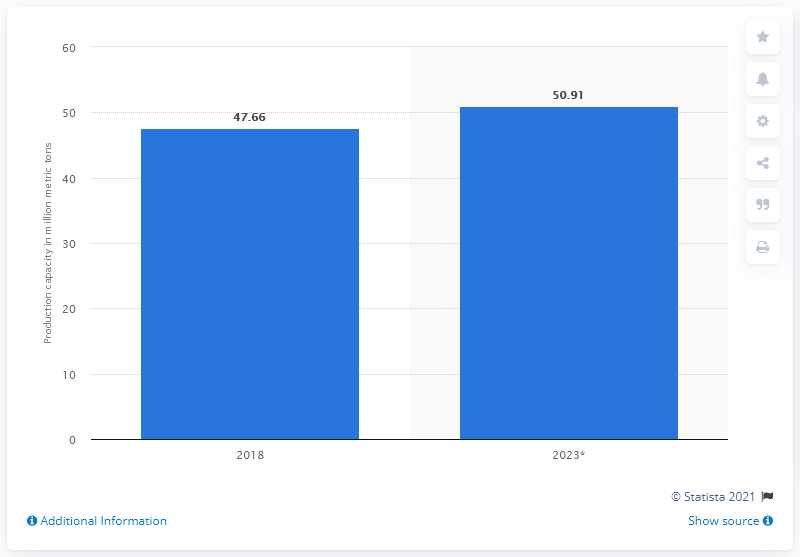 60
50
40
30
20
10
0
Production capacity in million metric tons
47.66
50.91
2018
2023*
© Statista 2021
Additional Information
Show source